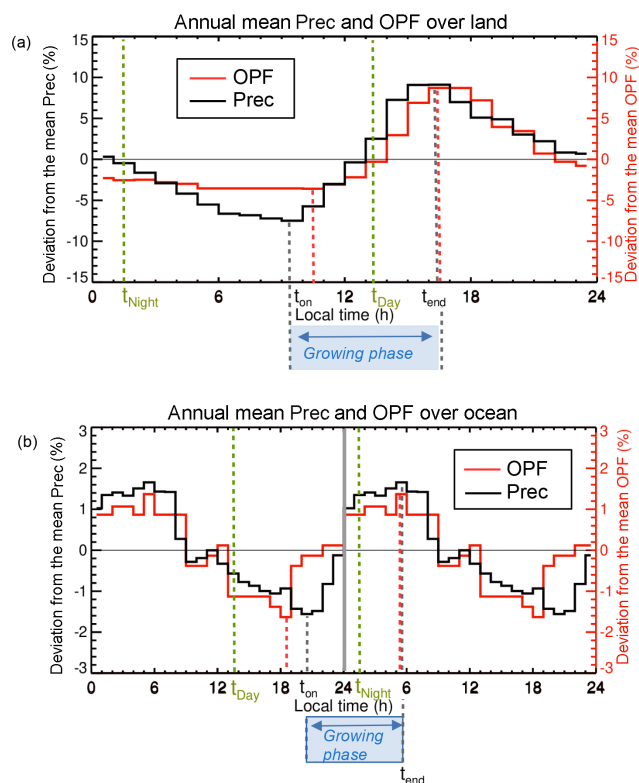 Annual mean Prec and OPF over land
(a)
Deviation from the mean Prec (%)
15
10
5
0
-5
-10
-15
OPF
Prec
15
10
5
0
-5
-10
-15
Deviation from the mean OPF (%)
0 6 12 18 24
tNight ton tDay tend
Local time (h)
Growing phase
Annual mean Prec and OPF over ocean
(b)
Deviation from the mean Prec (%)
3
2
1
0
-1
-2
-3
OPF
Prec
3
2
1
0
-1
-2
-3
Deviation from the mean OPF (%)
0 6 12 18 24 6 12 18 24
tDay ton tNight
Local time (h)
Growing
phase
tend